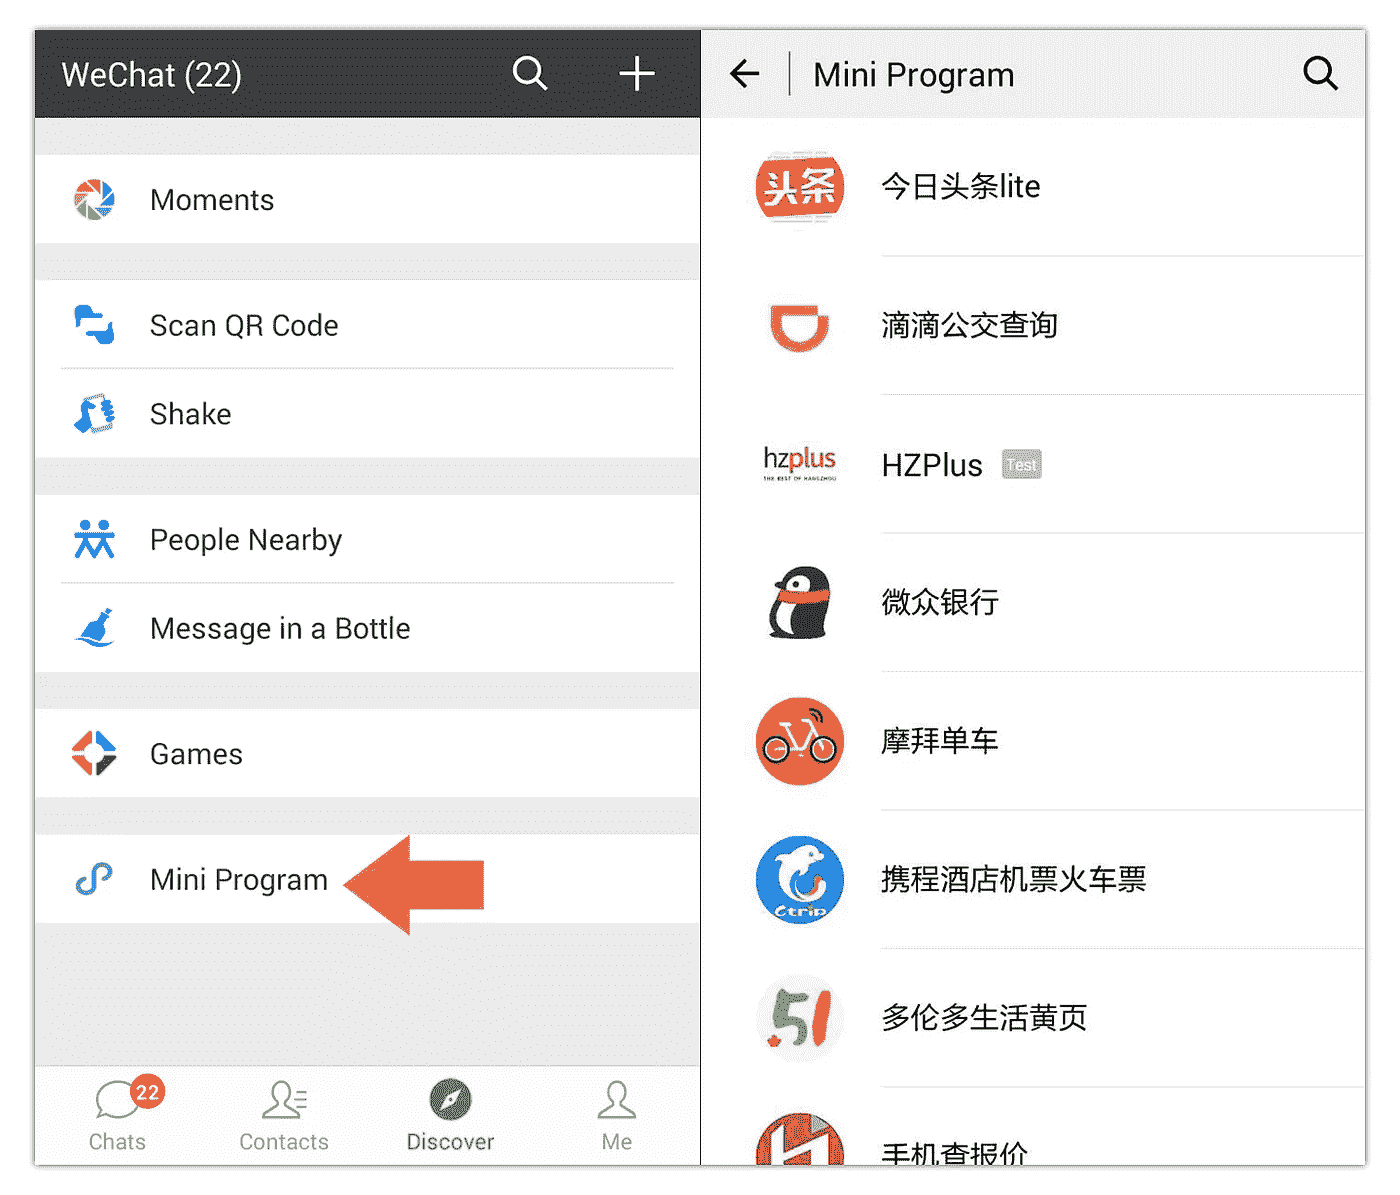 WeChat (22)
Moments
Scan QR Code
Shake
People Nearby
Message in a Bottle
Games
Mini Program
22
Chats
Contacts
Discover
Me
Mini Program
头条
今日头条lite
滴滴公交查询
hzplus
THE BEST OF HANGZHOU
HZPlus Test
微众银行
摩拜单车
Ctrip
携程酒店机票火车票
51
多伦多生活黄页
手机查报价